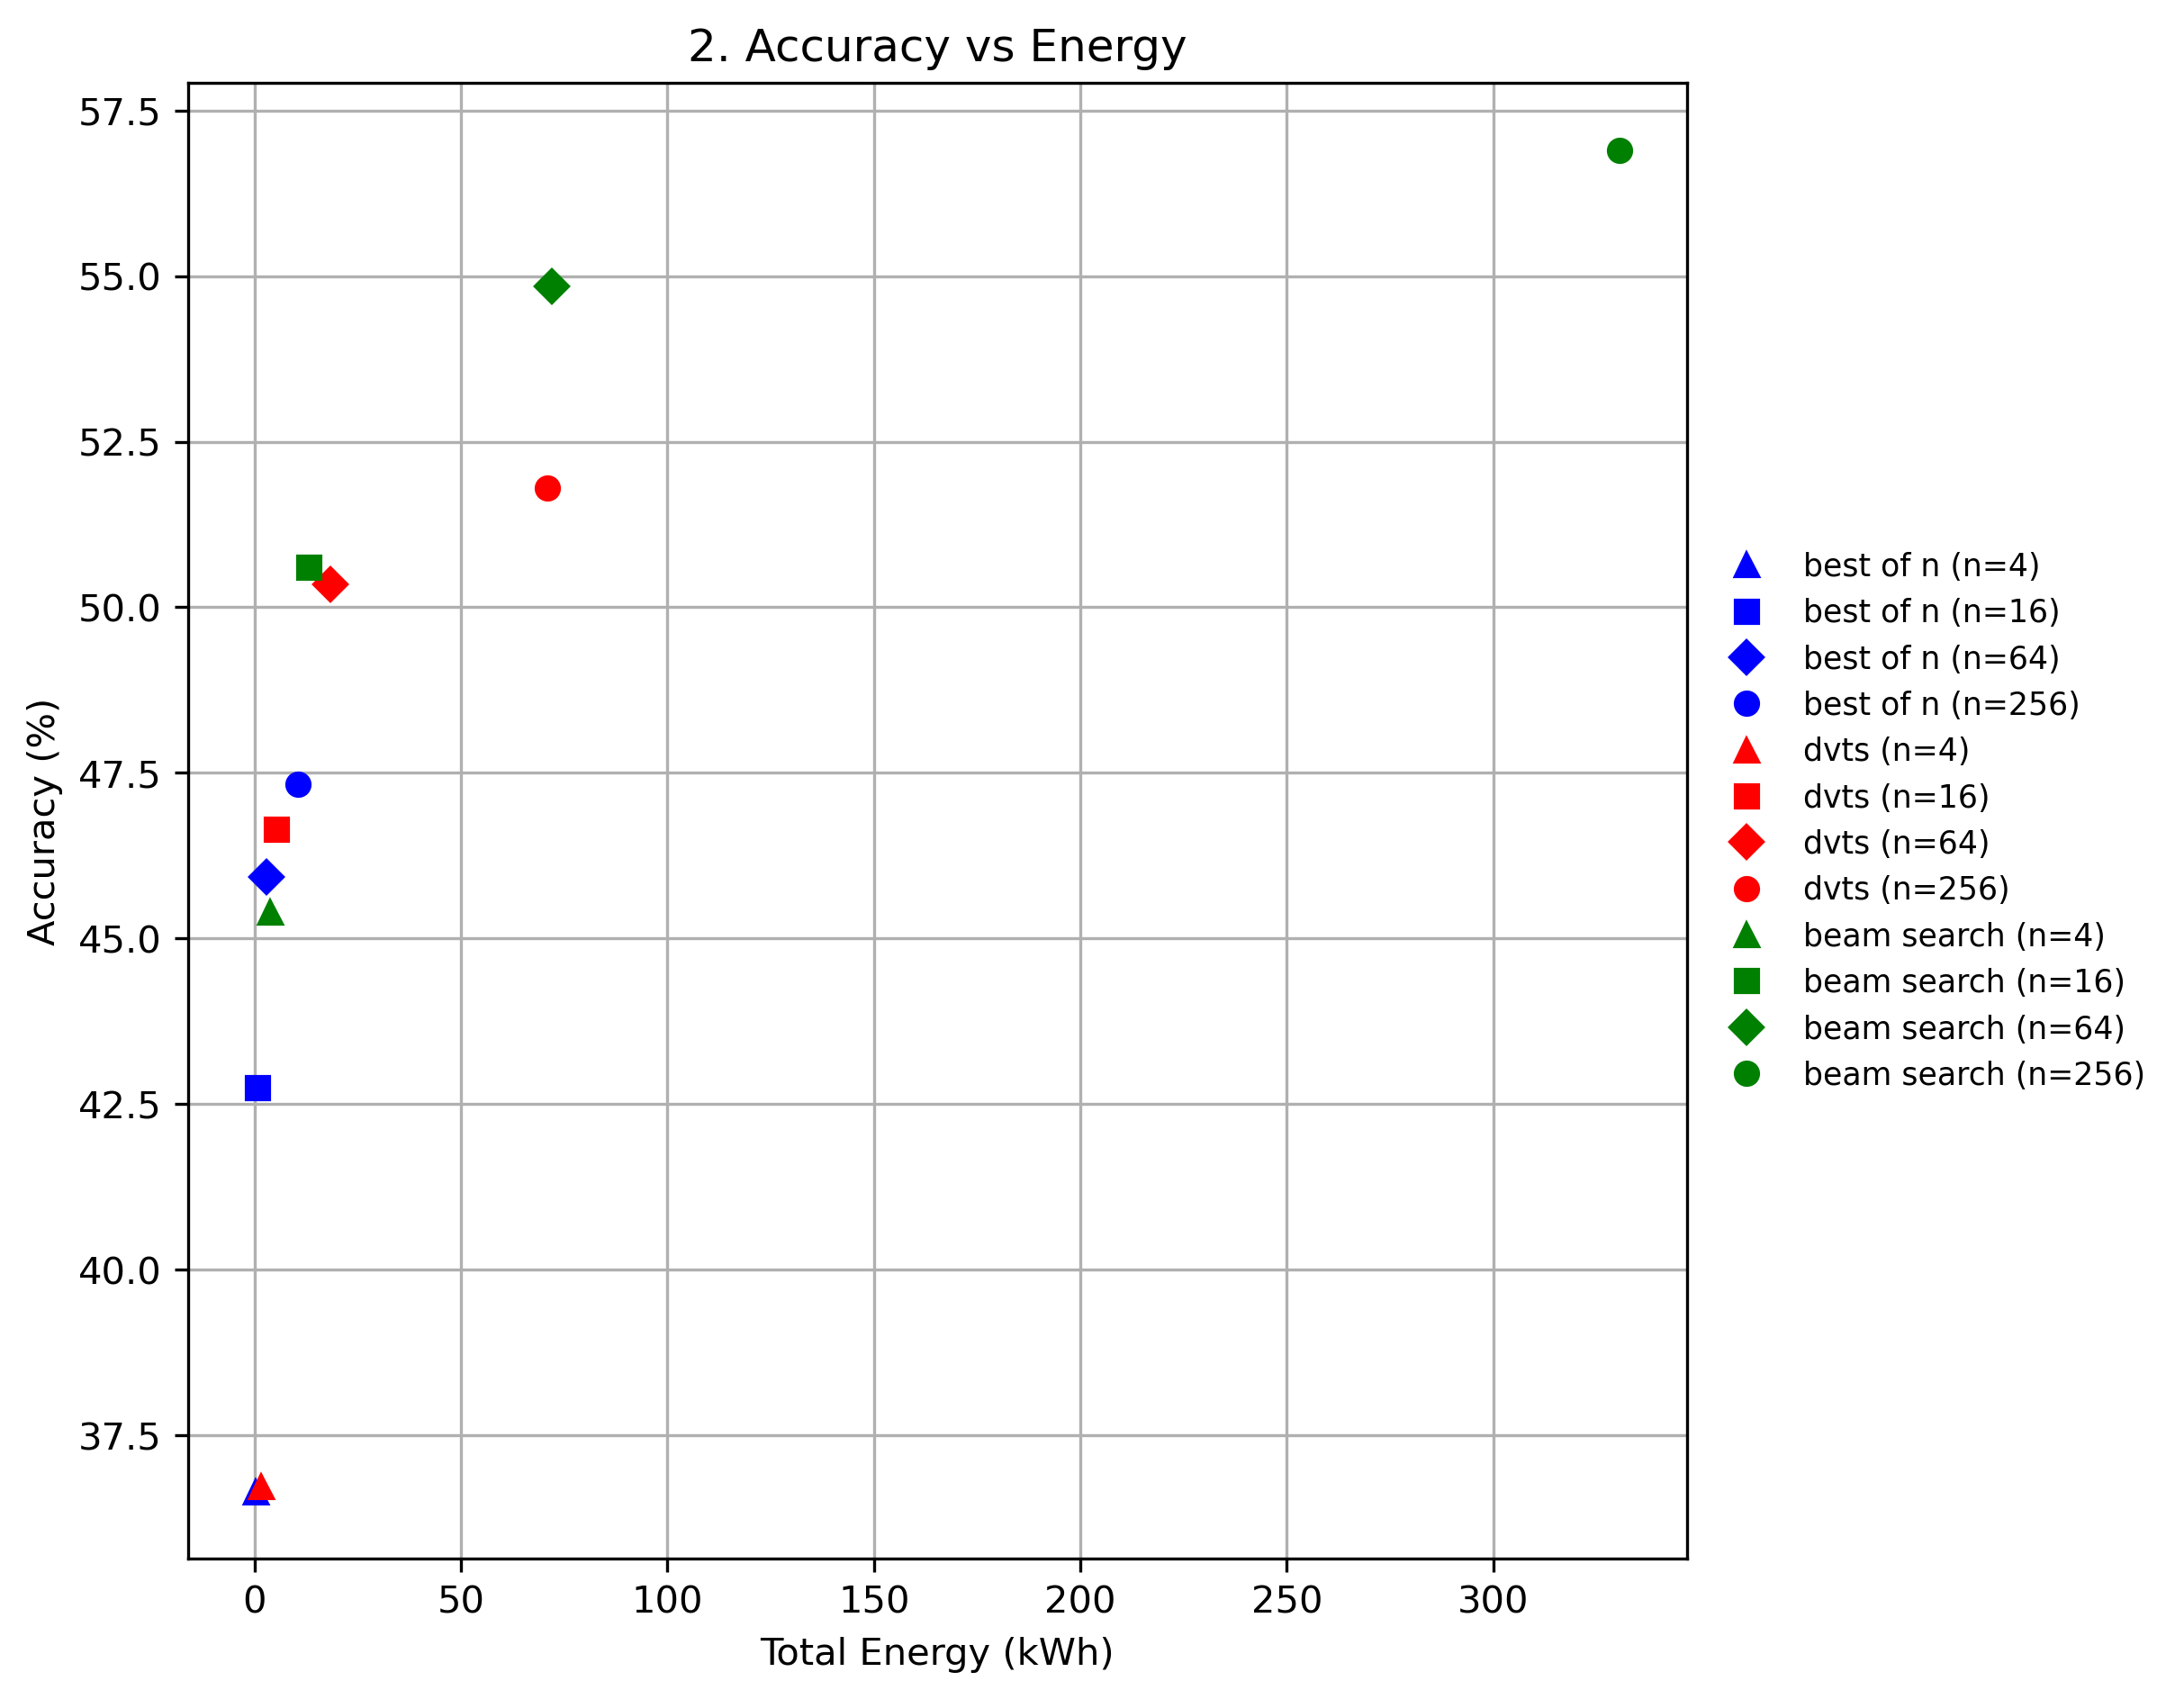 2. Accuracy vs Energy
57.5
55.0
52.5
50.0
47.5
45.0
42.5
40.0
37.5
Accuracy (%)
0 50 100 150 200 250 300
Total Energy (kWh)
best of n (n=4)
best of n (n=16)
best of n (n=64)
best of n (n=256)
dvts (n=4)
dvts (n=16)
dvts (n=64)
dvts (n=256)
beam search (n=4)
beam search (n=16)
beam search (n=64)
beam search (n=256)